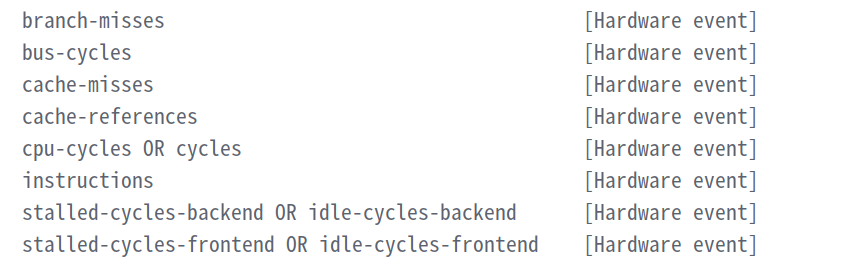 branch-misses [Hardware event]
bus-cycles [Hardware event]
cache-misses [Hardware event]
cache-references [Hardware event]
cpu-cycles OR cycles [Hardware event]
instructions [Hardware event]
stalled-cycles-backend OR idle-cycles-backend [Hardware event]
stalled-cycles-frontend OR idle-cycles-frontend [Hardware event]